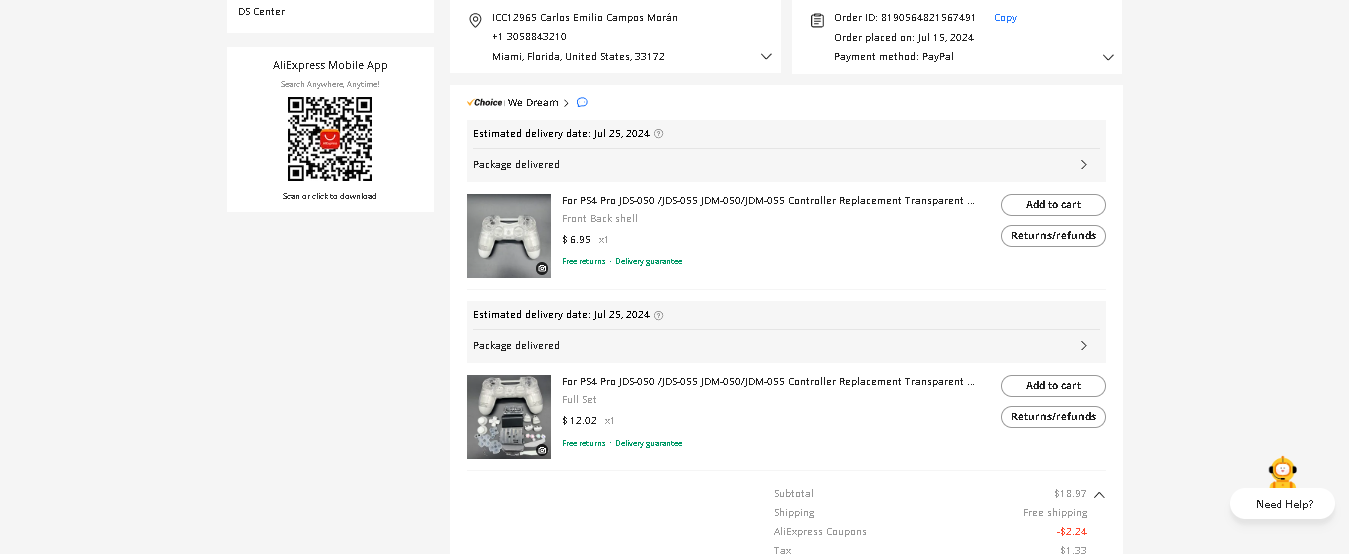 DS Center
AliExpress Mobile App
Search Anywhere, Anytime!
Scan or click to download
ICC12965 Carlos Emilio Campos Morán
+1 3058843210
Miami, Florida, United States, 33172
Order ID: 8190564821567491 Copy
Order placed on: Jul 15, 2024
Payment method: PayPal
Choice We Dream
Estimated delivery date: Jul 25, 2024
Package delivered
For PS4 Pro JDS-050 /JDS-055 JDM-050/JDM-055 Controller Replacement Transparent ...
Front Back shell
$ 6.95 x1
Free returns · Delivery guarantee
Add to cart
Returns/refunds
Estimated delivery date: Jul 25, 2024
Package delivered
For PS4 Pro JDS-050 /JDS-055 JDM-050/JDM-055 Controller Replacement Transparent ...
Full Set
$ 12.02 x1
Free returns · Delivery guarantee
Add to cart
Returns/refunds
Subtotal $18.97
Shipping Free shipping
AliExpress Coupons -$2.24
Tax $1.33
Need Help?